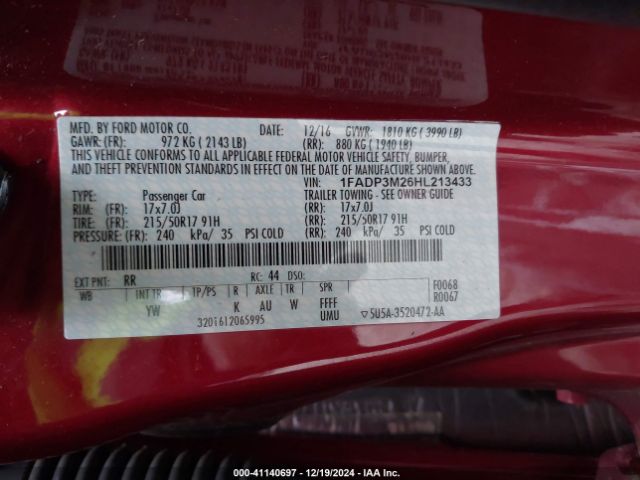 MFD. BY FORD MOTOR CO. DATE: 12/16 GVWR: 1810 KG ( 3990 LB)
GAWR: (FR): 972 KG ( 2143 LB) (RR): 880 KG ( 1940 LB)
THIS VEHICLE CONFORMS TO ALL APPLICABLE FEDERAL MOTOR VEHICLE SAFETY, BUMPER,
AND THEFT PREVENTION STANDARDS IN EFFECT ON THE DATE OF MANUFACTURE SHOWN ABOVE.
VIN: 1FADP3M26HL213433
TYPE: Passenger Car TRAILER TOWING - SEE OWNER GUIDE
RIM: (FR): 17x7.0J (RR): 17x7.0J
TIRE: (FR): 215/50R17 91H (RR): 215/50R17 91H
PRESSURE: (FR): 240 kPa/ 35 PSI COLD (RR): 240 kPa/ 35 PSI COLD
EXT PNT: RR RC: 44 DSO: F0068
WB INT TR TP/PS R AXLE TR SPR R0067
YW K AU W FFFF
3201612065995 UMU ▽ 5U5A-3520472-AA
000-41140697 - 12/19/2024 - IAA Inc.